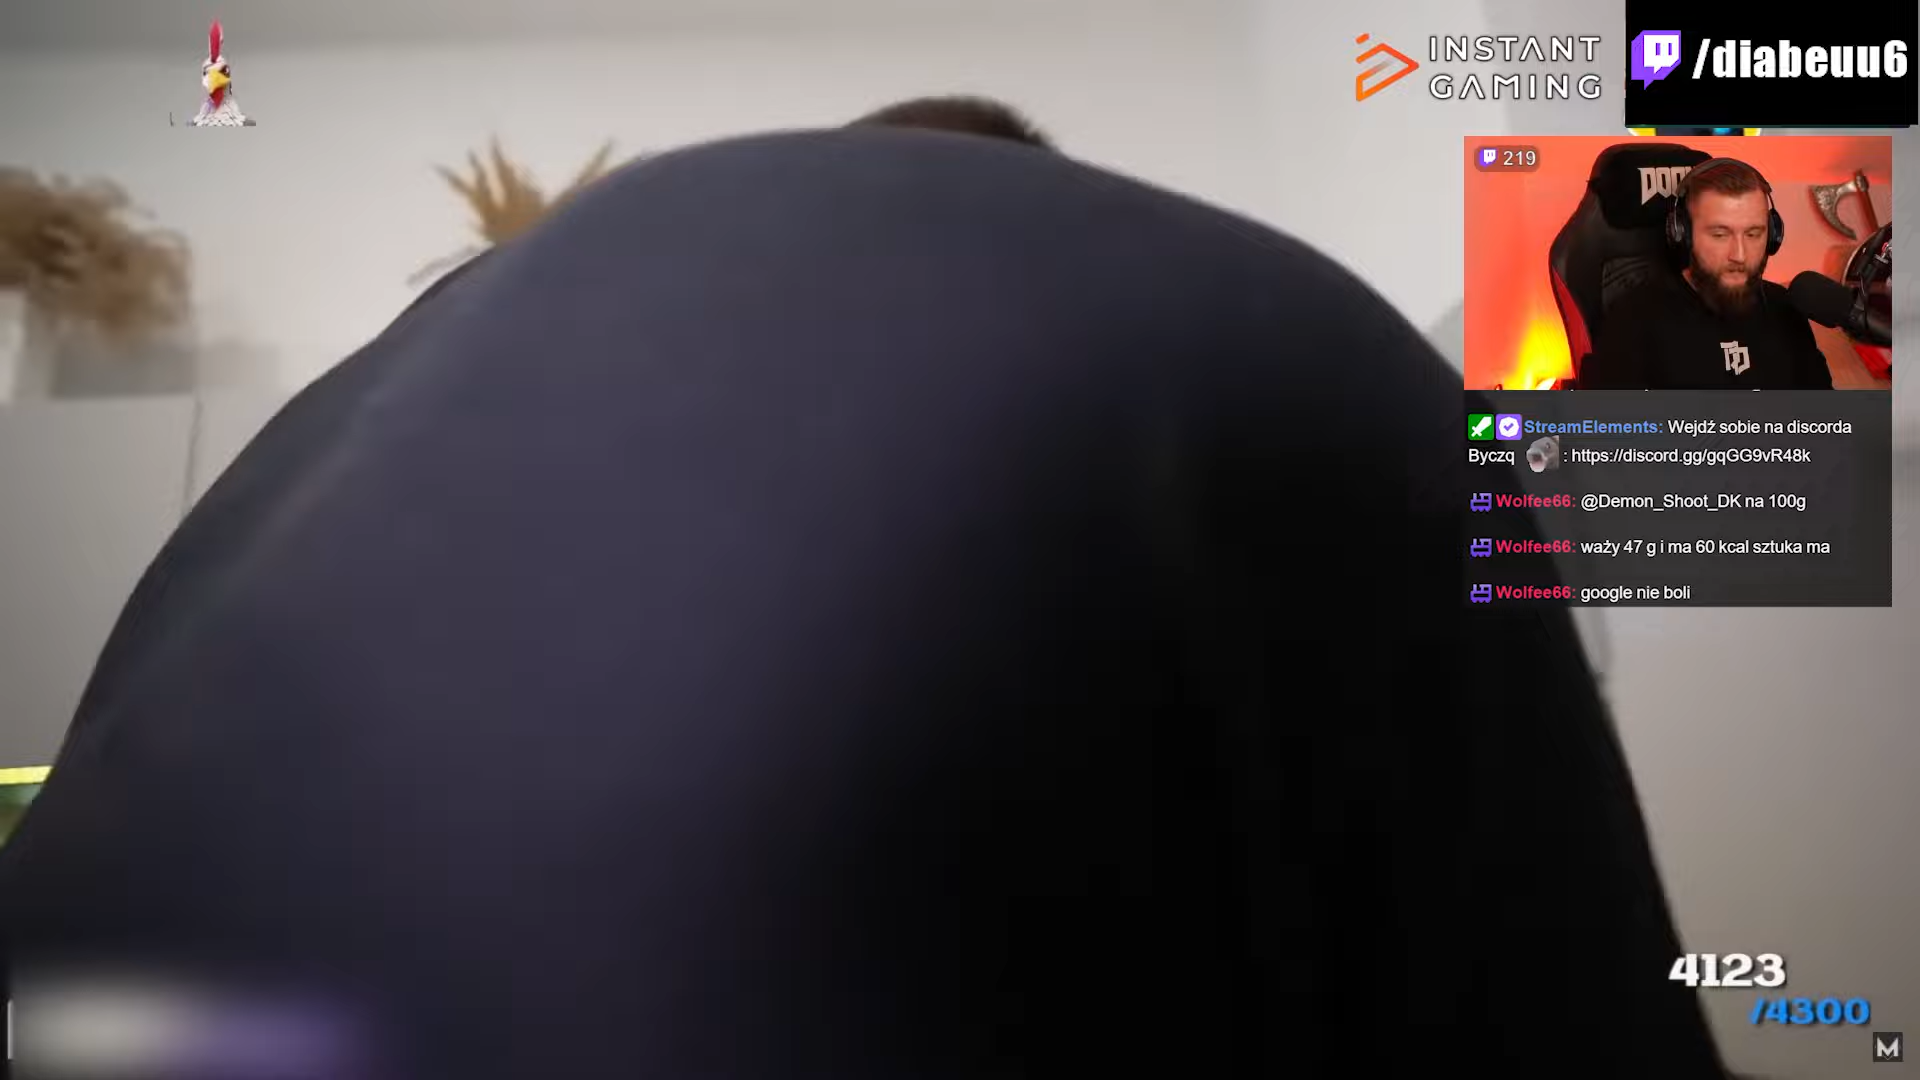 INSTANT
GAMING
/diabeuu6
219
DOOM
StreamElements: Wejdź sobie na discorda
Byczq : https://discord.gg/gqGG9vR48k
Wolfee66: @Demon_Shoot_DK na 100g
Wolfee66: waży 47 g i ma 60 kcal sztuka ma
Wolfee66: google nie boli
4123
/4300
M